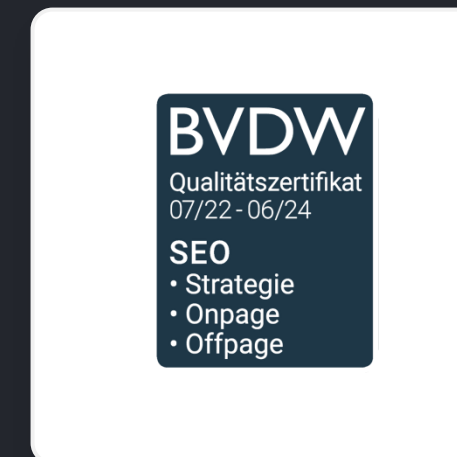 BVDW
Qualitätszertifikat
07/22 - 06/24
SEO
• Strategie
• Onpage
• Offpage